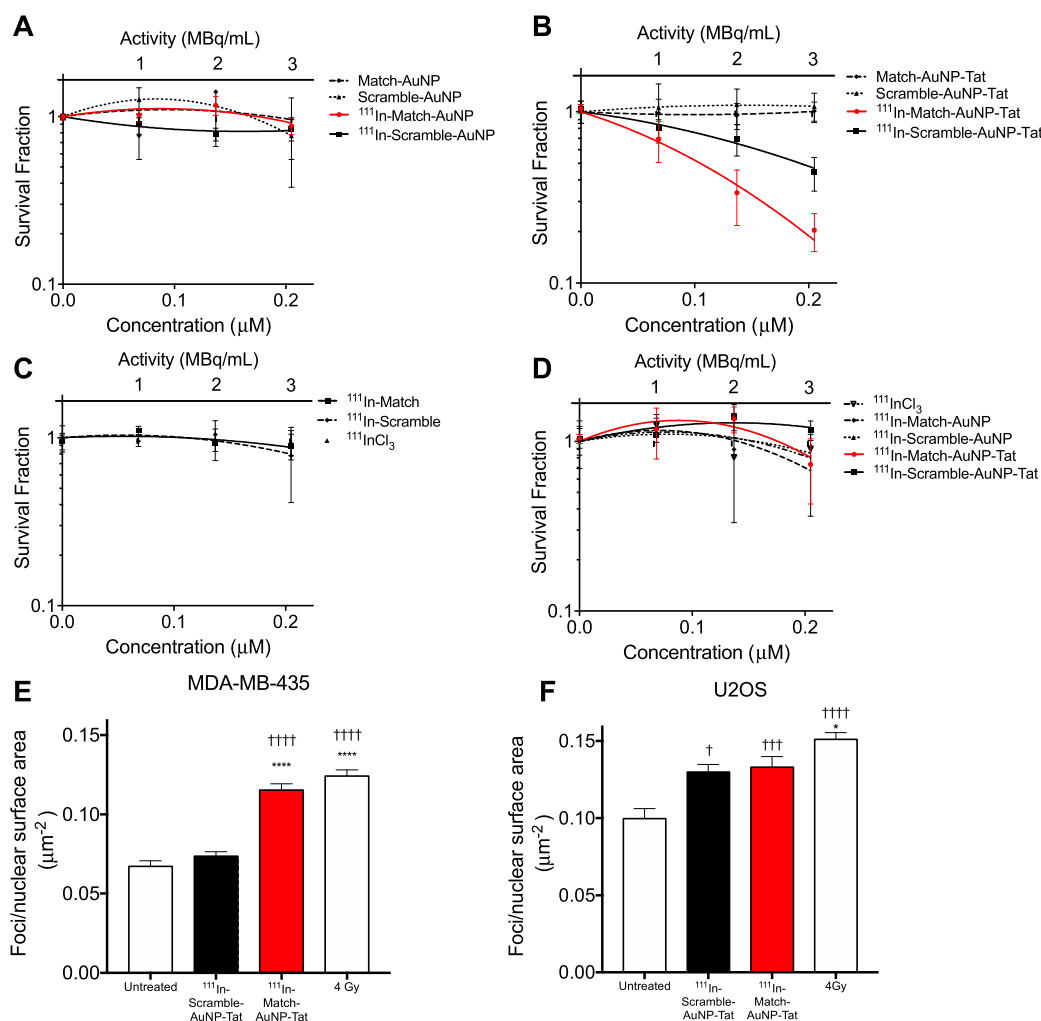 A
Activity (MBq/mL)
1 2 3
Match-AuNP
Scramble-AuNP
¹¹¹In-Match-AuNP
¹¹¹In-Scramble-AuNP
Survival Fraction
1
0.1
0.0 0.1 0.2
Concentration (μM)
B
Activity (MBq/mL)
1 2 3
Match-AuNP-Tat
Scramble-AuNP-Tat
¹¹¹In-Match-AuNP-Tat
¹¹¹In-Scramble-AuNP-Tat
Survival Fraction
1
0.1
0.0 0.1 0.2
Concentration (μM)
C
Activity (MBq/mL)
1 2 3
¹¹¹In-Match
¹¹¹In-Scramble
¹¹¹InCl₃
Survival Fraction
1
0.1
0.0 0.1 0.2
Concentration (μM)
D
Activity (MBq/mL)
1 2 3
¹¹¹InCl₃
¹¹¹In-Match-AuNP
¹¹¹In-Scramble-AuNP
¹¹¹In-Match-AuNP-Tat
¹¹¹In-Scramble-AuNP-Tat
Survival Fraction
1
0.1
0.0 0.1 0.2
Concentration (μM)
E
MDA-MB-435
Foci/nuclear surface area
(μm⁻² )
0.15
0.10
0.05
0.00
††††
****
††††
****
Untreated
¹¹¹In-
Scramble-
AuNP-Tat
¹¹¹In-
Match-
AuNP-Tat
4 Gy
F
U2OS
Foci/nuclear surface area
(μm⁻² )
0.15
0.10
0.05
0.00
†
†††
††††
*
Untreated
¹¹¹In-
Scramble-
AuNP-Tat
¹¹¹In-
Match-
AuNP-Tat
4Gy